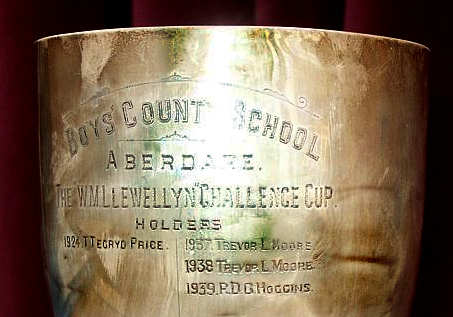 BOYS' COUNTY SCHOOL
ABERDARE.
THE WM LLEWELLYN CHALLENGE CUP.
HOLDERS
1924 T TEGRYD PRICE.
1937 TREVOR L MOORE
1938 TREVOR L MOORE
1939 P.D.G HOGGINS.